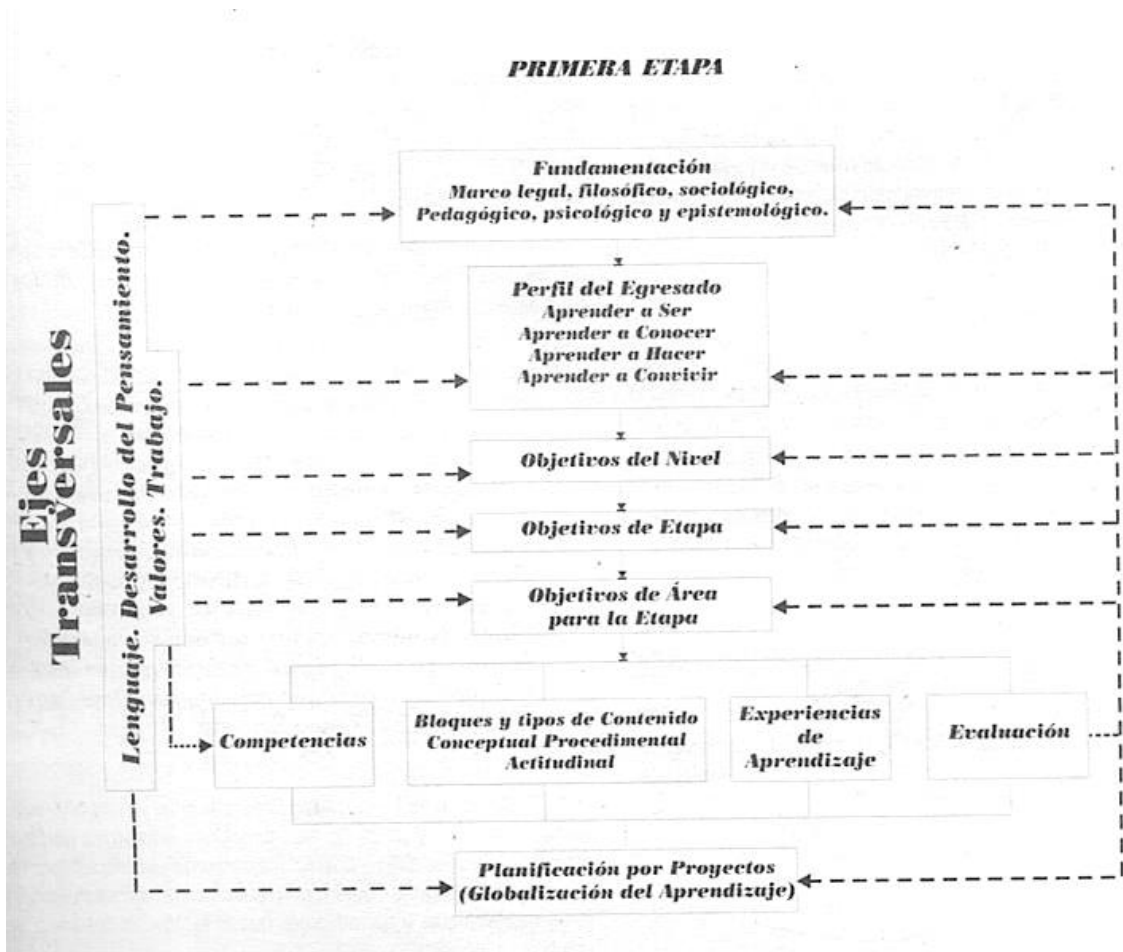 PRIMERA ETAPA
Fundamentación
Marco legal, filosófico, sociológico.
Pedagógico, psicológico y epistemológico.
Ejes
Transversales
Lenguaje. Desarrollo del Pensamiento.
Valores. Trabajo.
Perfil del Egresado
Aprender a Ser
Aprender a Conocer
Aprender a Hacer
Aprender a Convivir
Objetivos del Nivel
Objetivos de Etapa
Objetivos de Área
para la Etapa
Competencias
Bloques y tipos de Contenido
Conceptual Procedimental
Actitudinal
Experiencias
de
Aprendizaje
Evaluación
Planificación por Proyectos
(Globalización del Aprendizaje)